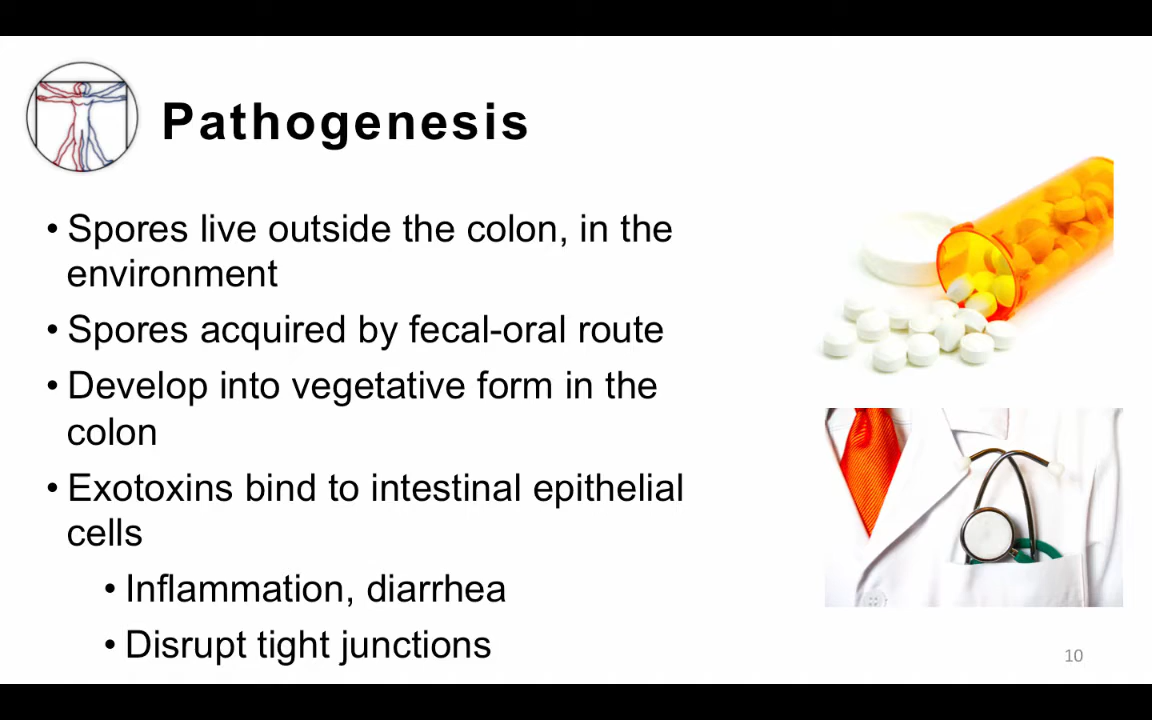 Pathogenesis
• Spores live outside the colon, in the
environment
• Spores acquired by fecal-oral route
• Develop into vegetative form in the
colon
• Exotoxins bind to intestinal epithelial
cells
• Inflammation, diarrhea
• Disrupt tight junctions
10